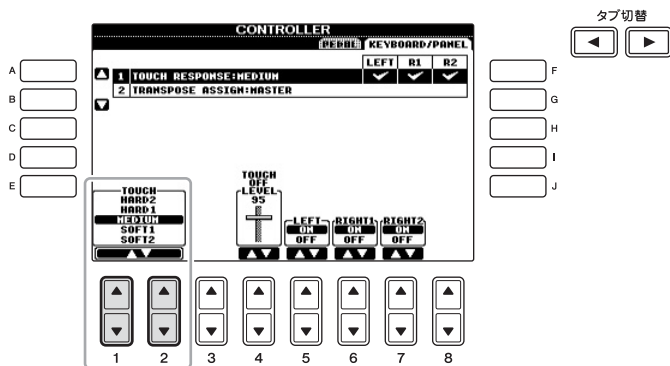 タブ切替
CONTROLLER
PEDAL KEYBOARD/PANEL
LEFT R1 R2
1 TOUCH RESPONSE:MEDIUM
2 TRANSPOSE ASSIGN:MASTER
A
B
C
D
E
F
G
H
I
J
TOUCH
HARD2
HARD1
MEDIUM
SOFT1
SOFT2
TOUCH
OFF
LEVEL
95
LEFT
ON
OFF
RIGHT1
ON
OFF
RIGHT2
ON
OFF
1 2 3 4 5 6 7 8